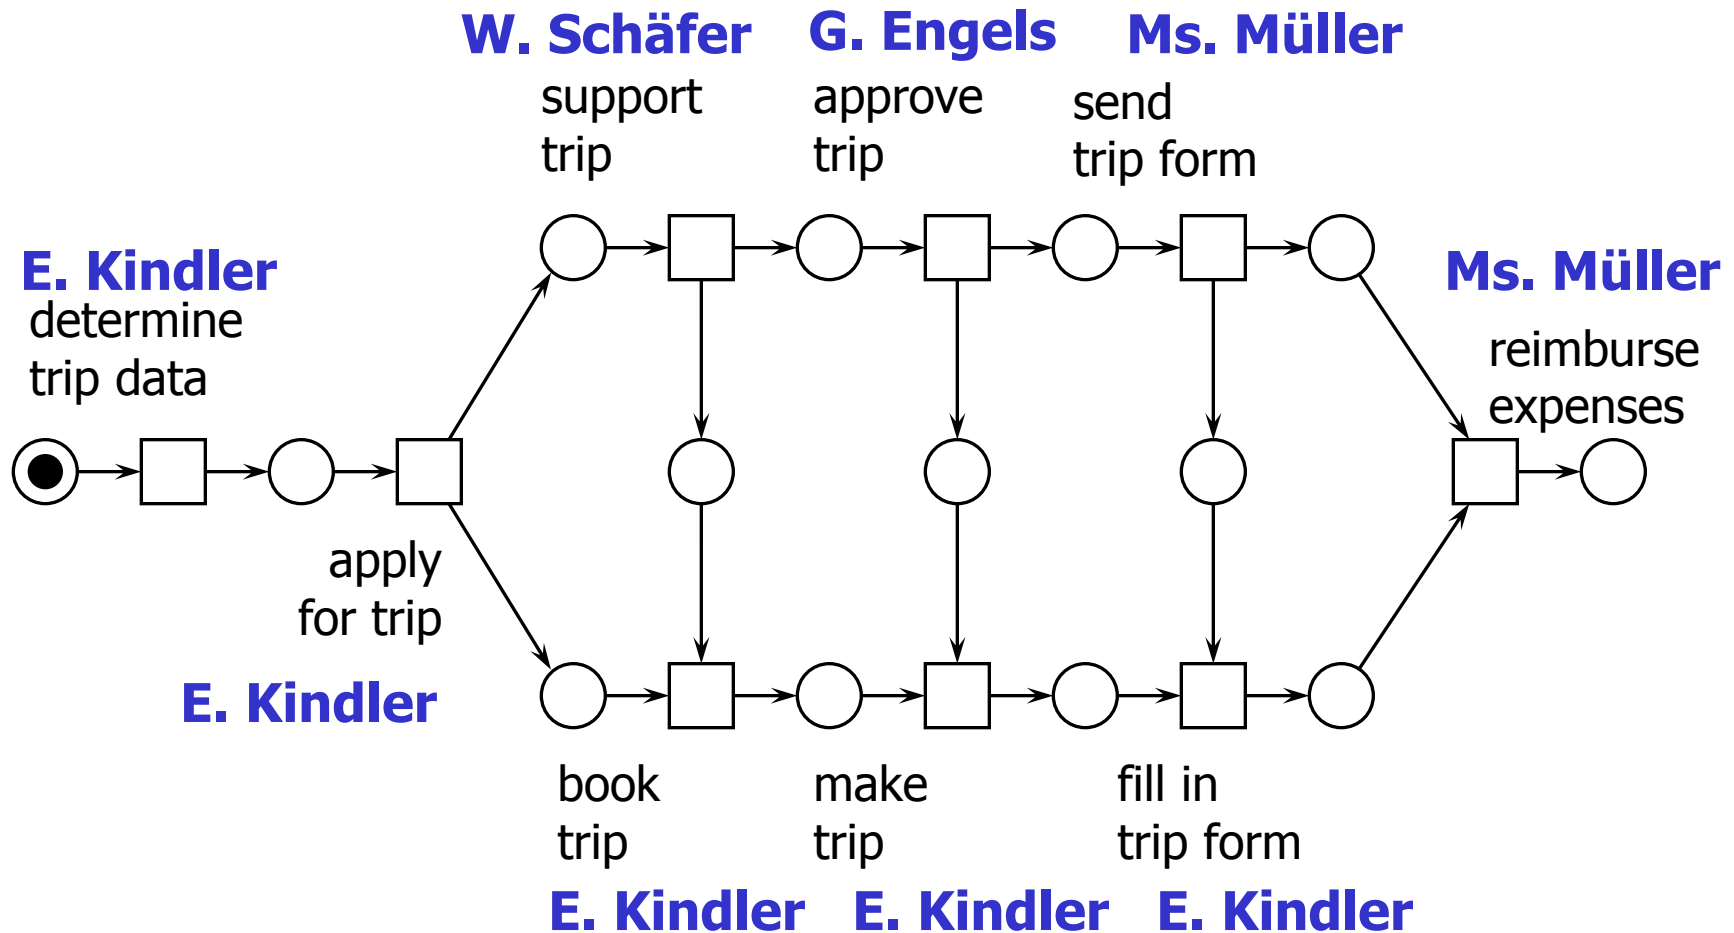 W. Schäfer
support
trip
G. Engels
approve
trip
Ms. Müller
send
trip form
E. Kindler
determine
trip data
Ms. Müller
reimburse
expenses
apply
for trip
E. Kindler
book
trip
E. Kindler
make
trip
E. Kindler
fill in
trip form
E. Kindler